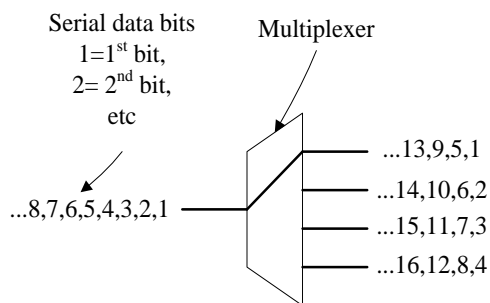 Serial data bits
1=1st bit,
2= 2nd bit,
etc
Multiplexer
...8,7,6,5,4,3,2,1
...13,9,5,1
...14,10,6,2
...15,11,7,3
...16,12,8,4